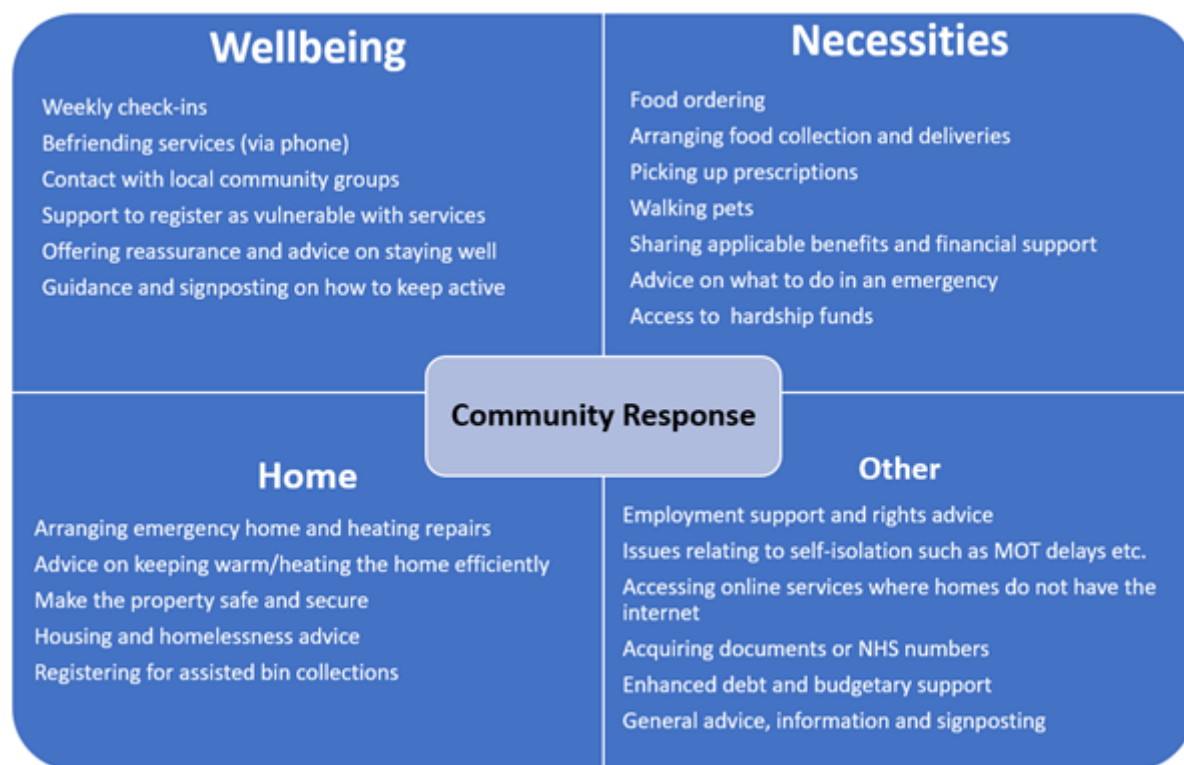 Wellbeing
Weekly check-ins
Befriending services (via phone)
Contact with local community groups
Support to register as vulnerable with services
Offering reassurance and advice on staying well
Guidance and signposting on how to keep active
Necessities
Food ordering
Arranging food collection and deliveries
Picking up prescriptions
Walking pets
Sharing applicable benefits and financial support
Advice on what to do in an emergency
Access to  hardship funds
Community Response
Home
Arranging emergency home and heating repairs
Advice on keeping warm/heating the home efficiently
Make the property safe and secure
Housing and homelessness advice
Registering for assisted bin collections
Other
Employment support and rights advice
Issues relating to self-isolation such as MOT delays etc.
Accessing online services where homes do not have the
internet
Acquiring documents or NHS numbers
Enhanced debt and budgetary support
General advice, information and signposting